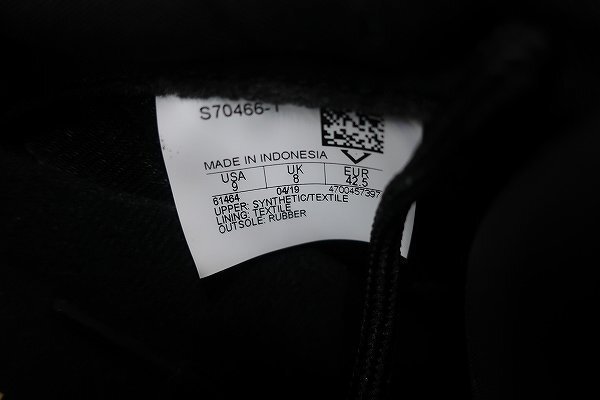 S70466-1
MADE IN INDONESIA
USA UK EUR
9 8 42.5
61464 04/19 4700457397
UPPER: SYNTHETIC/TEXTILE
LINING: TEXTILE
OUTSOLE: RUBBER